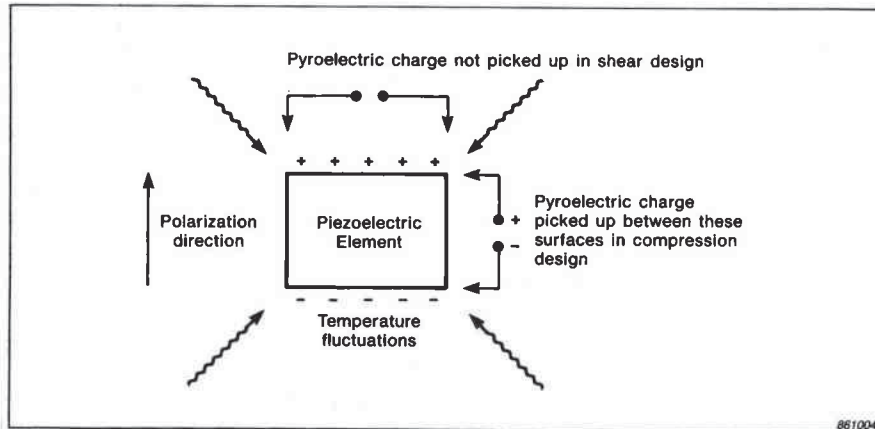 Pyroelectric charge not picked up in shear design
+ + + + +
Polarization
direction
Piezoelectric
Element
+
-
Pyroelectric charge
picked up between these
surfaces in compression
design
- - - - -
Temperature
fluctuations
861004